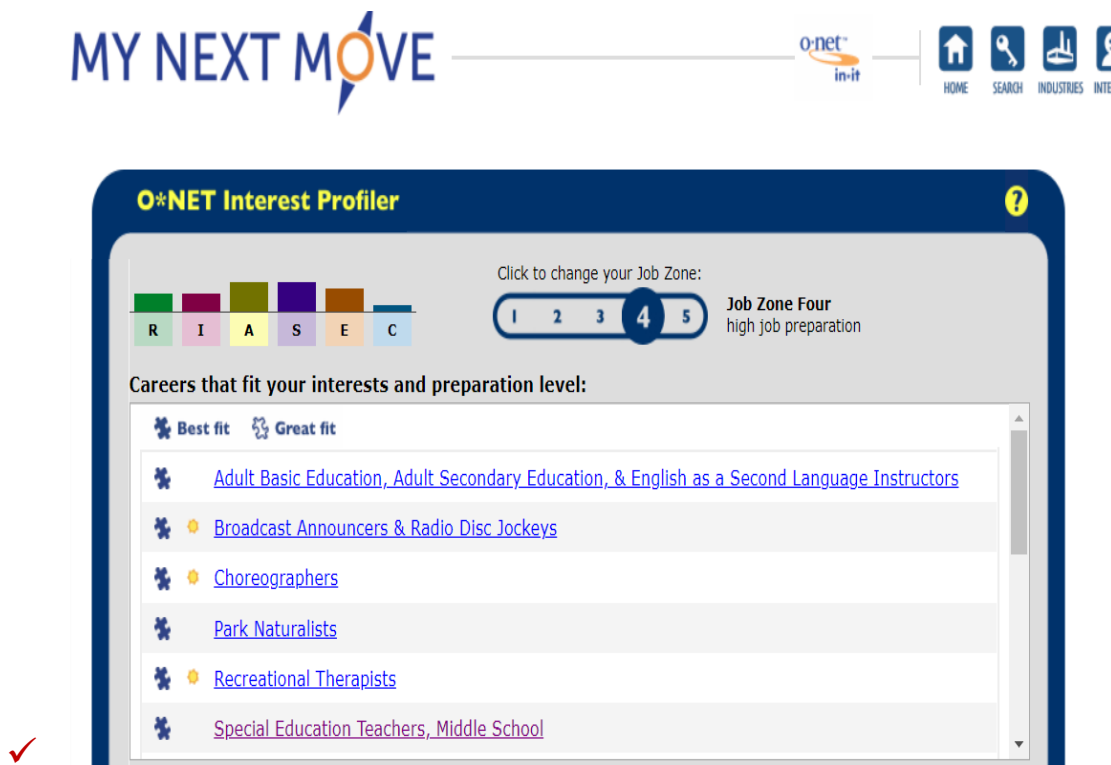 MY NEXT MOVE
o·net™
in-it
HOME SEARCH INDUSTRIES INTE
O*NET Interest Profiler
?
Click to change your Job Zone:
R I A S E C
1 2 3 4 5
Job Zone Four
high job preparation
Careers that fit your interests and preparation level:
Best fit Great fit
Adult Basic Education, Adult Secondary Education, & English as a Second Language Instructors
Broadcast Announcers & Radio Disc Jockeys
Choreographers
Park Naturalists
Recreational Therapists
Special Education Teachers, Middle School